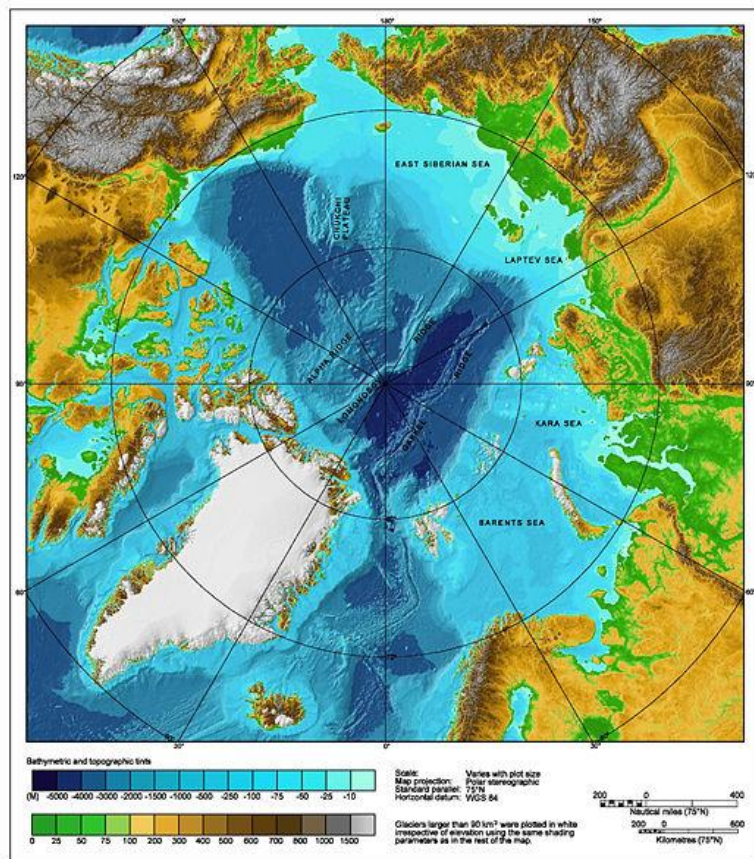 150°
180°
150°
120°
EAST SIBERIAN SEA
CHUKCHI
PLATEAU
LAPTEV SEA
ALPHA RIDGE
RIDGE
RIDGE
90°
90°
LOMONOSOV
GAKKEL
KARA SEA
BARENTS SEA
60°
60°
30°
0°
30°
Bathymetric and topographic tints
(M) -5000 -4000 -3000 -2000 -1500 -1000 -500 -200 -100 -75 -50 -25 -10
0 25 50 75 100 200 300 400 500 600 700 800 1000 1500
Scale: Varies with plot size
Map projection: Polar stereographic
Standard parallel: 75°N
Horizontal datum: WGS 84
Glaciers larger than 90 km² were plotted in white
irrespective of elevation using the same shading
parameters as in the rest of the map.
200 0 200 400
Nautical miles (75°N)
200 0 200 600
Kilometres (75°N)